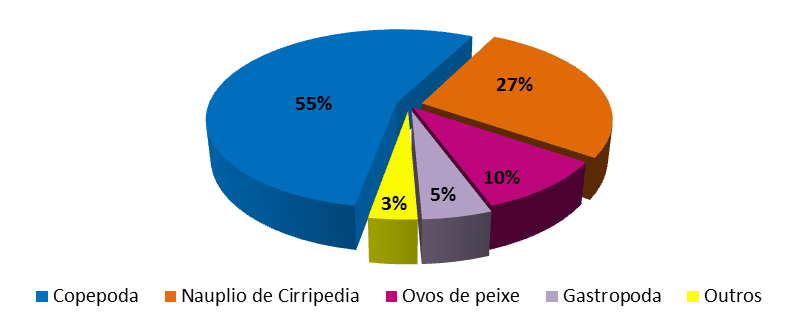 55%
27%
10%
5%
3%
Copepoda
Nauplio de Cirripedia
Ovos de peixe
Gastropoda
Outros